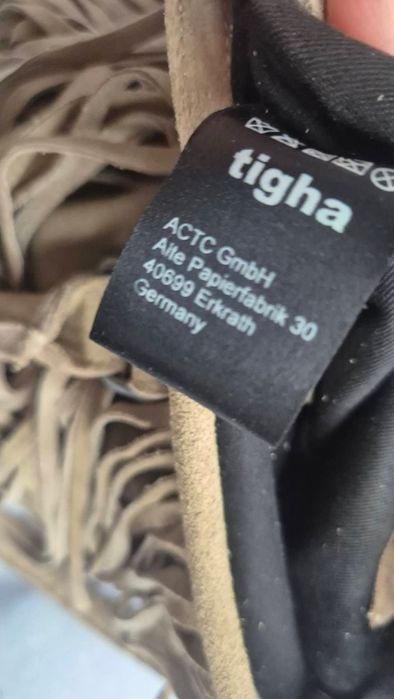 tigha
ACTC GmbH
Alte Papierfabrik 30
40699 Erkrath
Germany